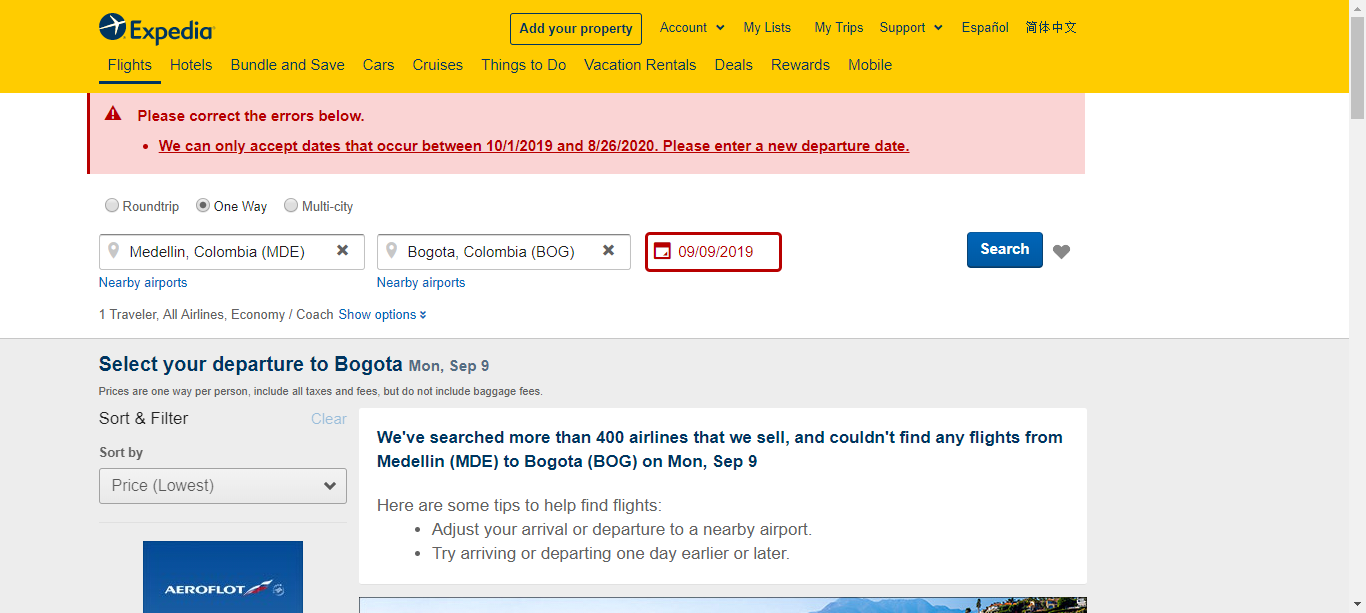 Expedia
Add your property
Account
My Lists
My Trips
Support
Español
简体中文
Flights
Hotels
Bundle and Save
Cars
Cruises
Things to Do
Vacation Rentals
Deals
Rewards
Mobile
Please correct the errors below.
We can only accept dates that occur between 10/1/2019 and 8/26/2020. Please enter a new departure date.
Roundtrip
One Way
Multi-city
Medellin, Colombia (MDE)
Bogota, Colombia (BOG)
09/09/2019
Search
Nearby airports
Nearby airports
1 Traveler, All Airlines, Economy / Coach Show options
Select your departure to Bogota Mon, Sep 9
Prices are one way per person, include all taxes and fees, but do not include baggage fees.
Sort & Filter
Clear
Sort by
Price (Lowest)
AEROFLOT
We've searched more than 400 airlines that we sell, and couldn't find any flights from
Medellin (MDE) to Bogota (BOG) on Mon, Sep 9
Here are some tips to help find flights:
Adjust your arrival or departure to a nearby airport.
Try arriving or departing one day earlier or later.